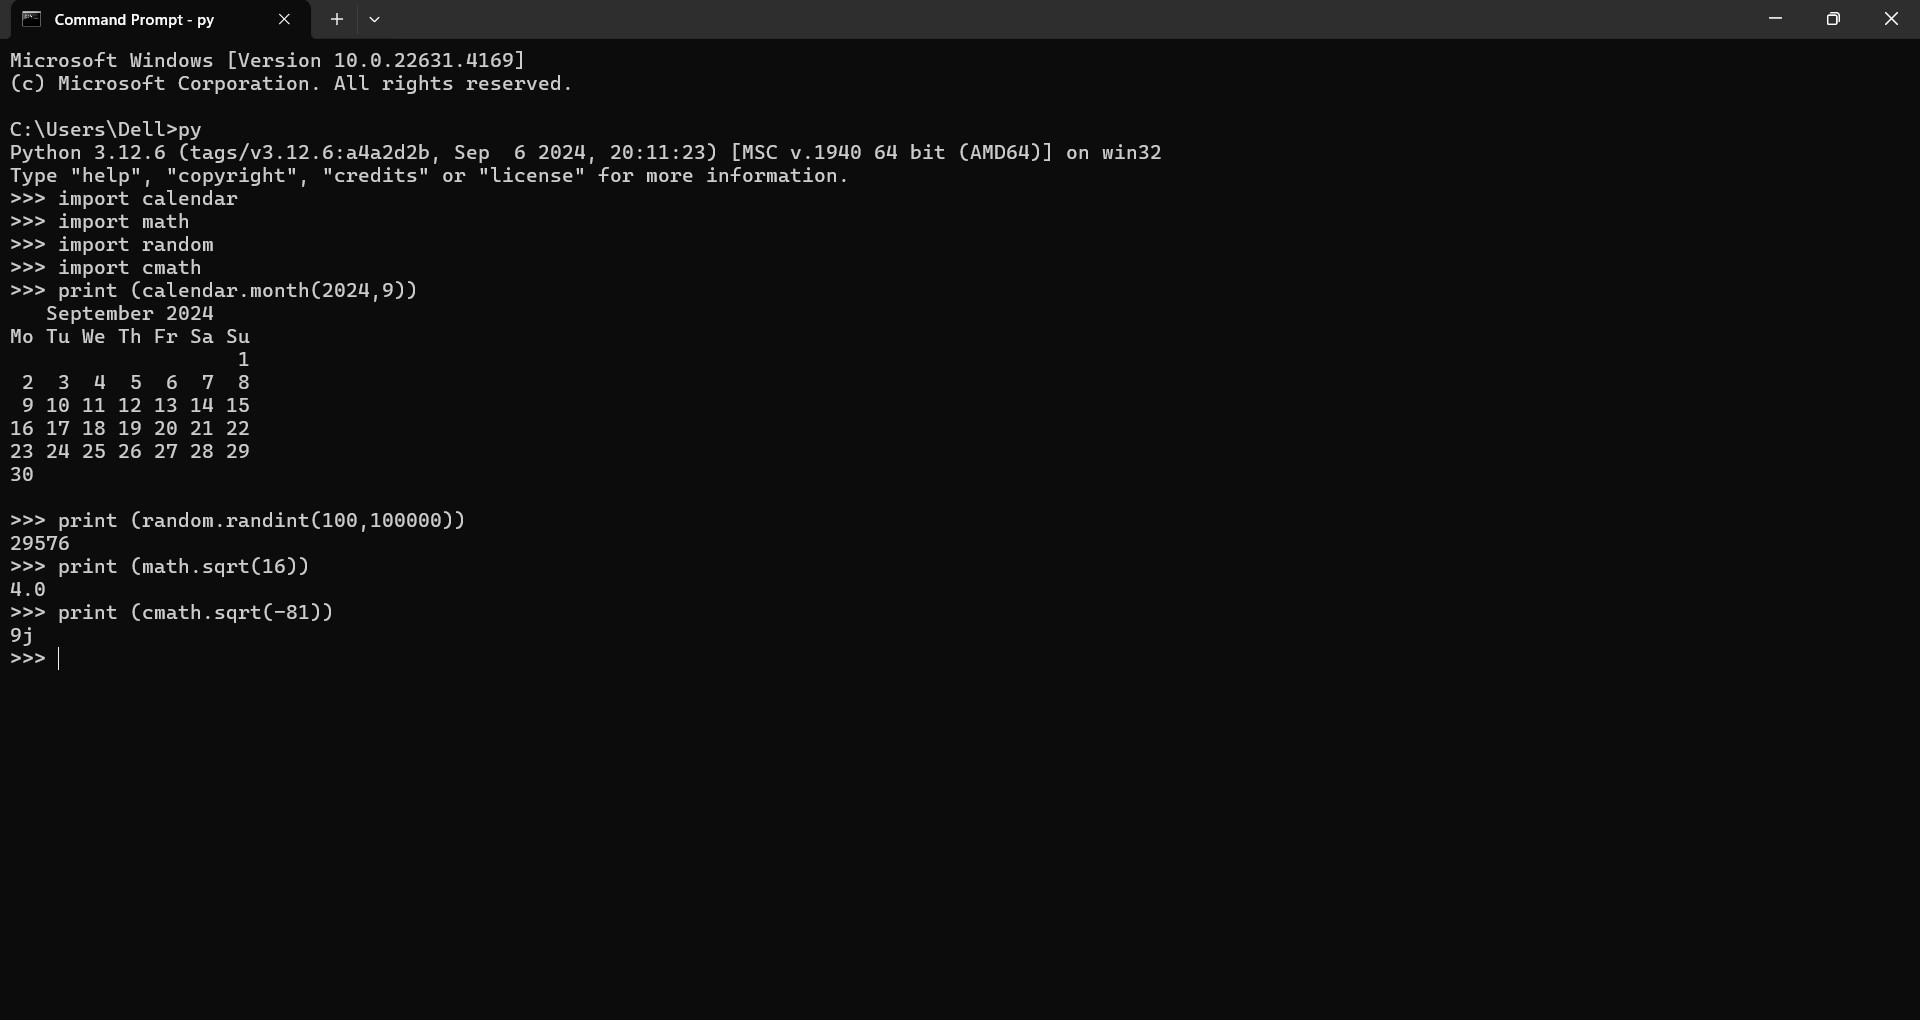 Command Prompt - py
Microsoft Windows [Version 10.0.22631.4169]
(c) Microsoft Corporation. All rights reserved.

C:\Users\Dell>py
Python 3.12.6 (tags/v3.12.6:a4a2d2b, Sep  6 2024, 20:11:23) [MSC v.1940 64 bit (AMD64)] on win32
Type "help", "copyright", "credits" or "license" for more information.
>>> import calendar
>>> import math
>>> import random
>>> import cmath
>>> print (calendar.month(2024,9))
   September 2024
Mo Tu We Th Fr Sa Su
                   1
 2  3  4  5  6  7  8
 9 10 11 12 13 14 15
16 17 18 19 20 21 22
23 24 25 26 27 28 29
30

>>> print (random.randint(100,100000))
29576
>>> print (math.sqrt(16))
4.0
>>> print (cmath.sqrt(-81))
9j
>>>